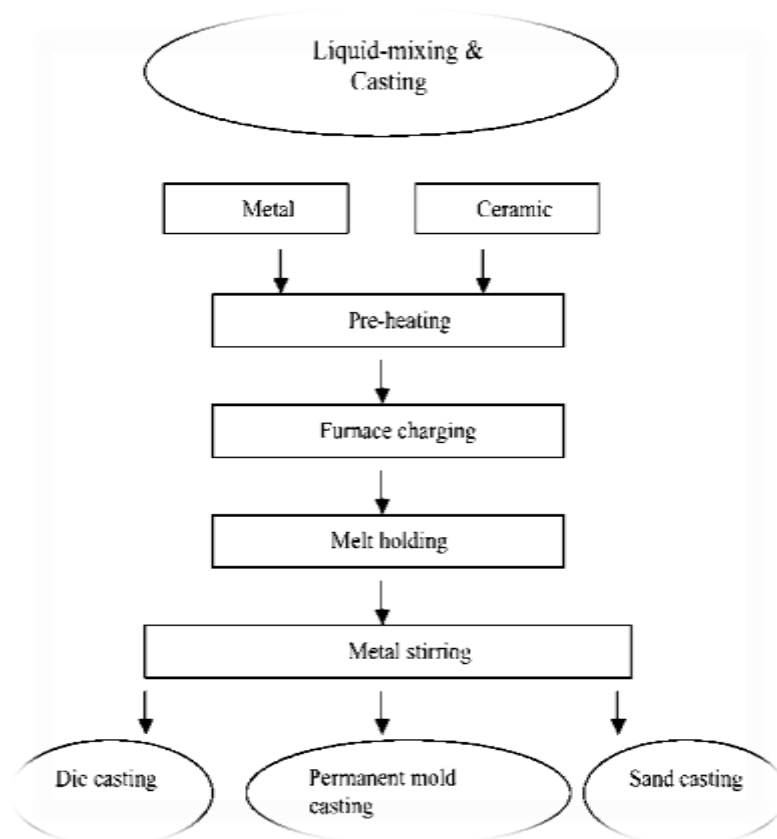 Liquid-mixing &
Casting
Metal
Ceramic
Pre-heating
Furnace charging
Melt holding
Metal stirring
Die casting
Permanent mold
casting
Sand casting